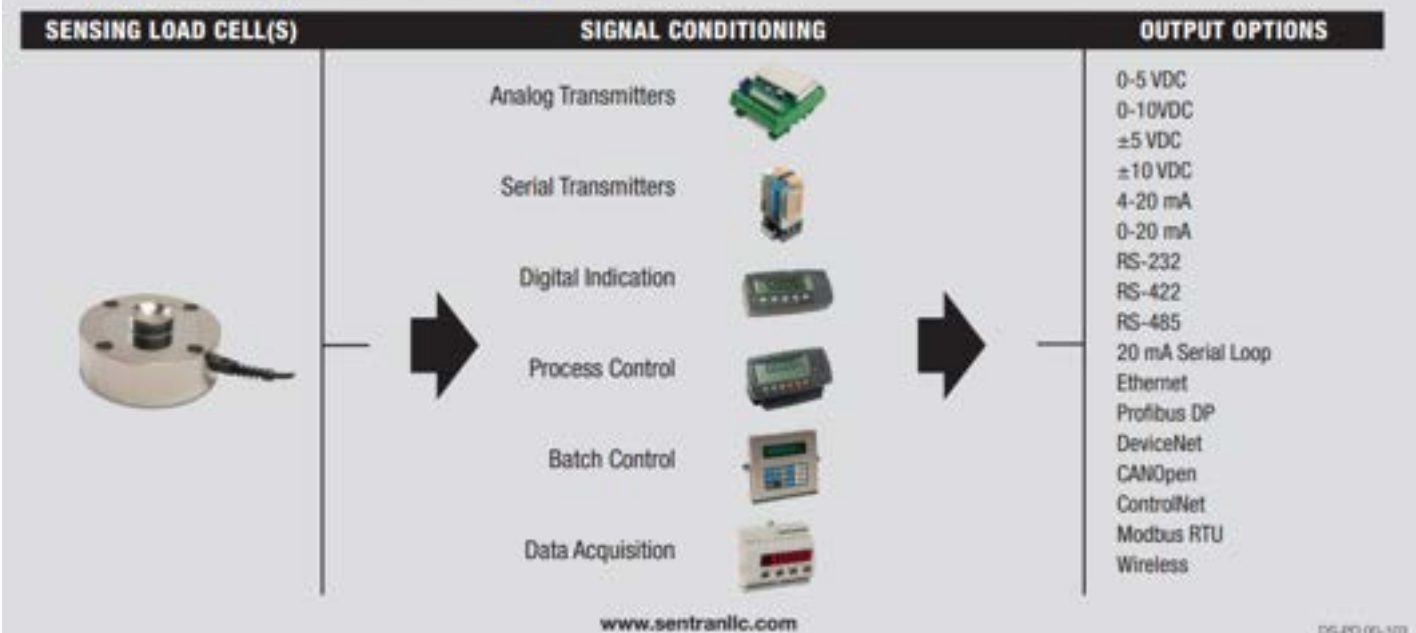 SENSING LOAD CELL(S)
SIGNAL CONDITIONING
OUTPUT OPTIONS
Analog Transmitters
Serial Transmitters
Digital Indication
Process Control
Batch Control
Data Acquisition
0-5 VDC
0-10VDC
±5 VDC
±10 VDC
4-20 mA
0-20 mA
RS-232
RS-422
RS-485
20 mA Serial Loop
Ethernet
Profibus DP
DeviceNet
CANOpen
ControlNet
Modbus RTU
Wireless
www.sentranllc.com